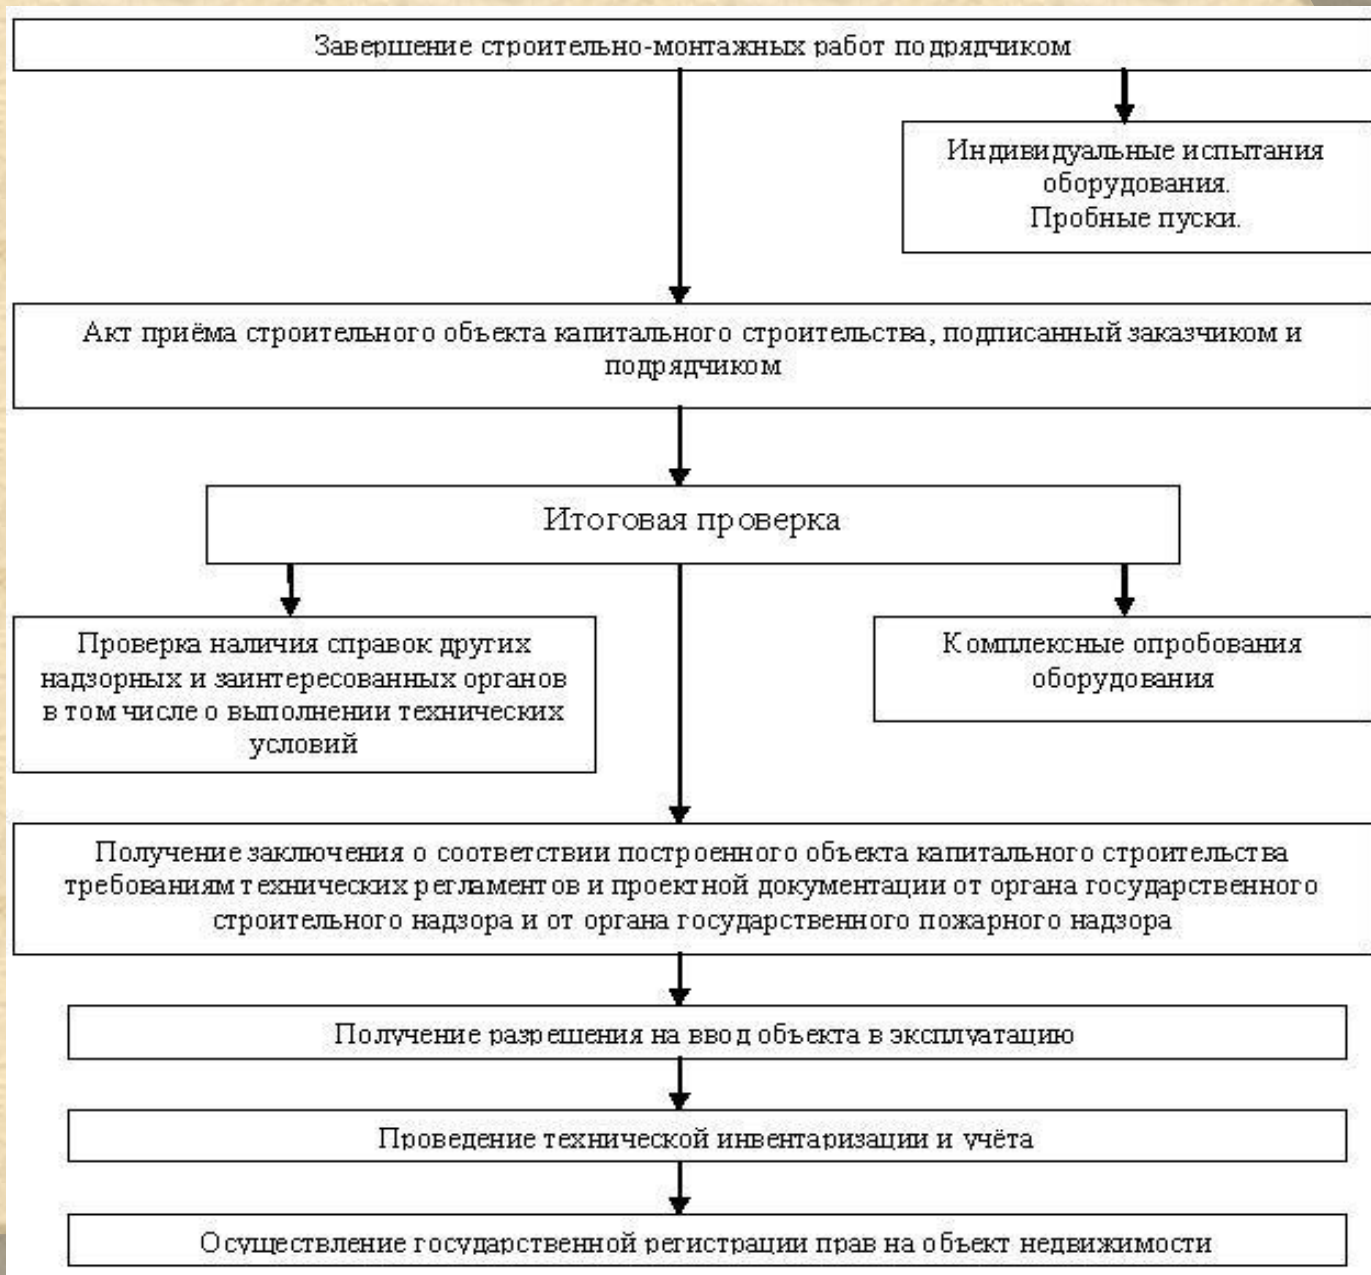 Завершение строительно-монтажных работ подрядчиком
Индивидуальные испытания
оборудования.
Пробные пуски.
Акт приёма строительного объекта капитального строительства, подписанный заказчиком и
подрядчиком
Итоговая проверка
Проверка наличия справок других
надзорных и заинтересованных органов
в том числе о выполнении технических
условий
Комплексные опробования
оборудования
Получение заключения о соответствии построенного объекта капитального строительства
требованиям технических регламентов и проектной документации от органа государственного
строительного надзора и от органа государственного пожарного надзора
Получение разрешения на ввод объекта в эксплуатацию
Проведение технической инвентаризации и учёта
Осуществление государственной регистрации прав на объект недвижимости